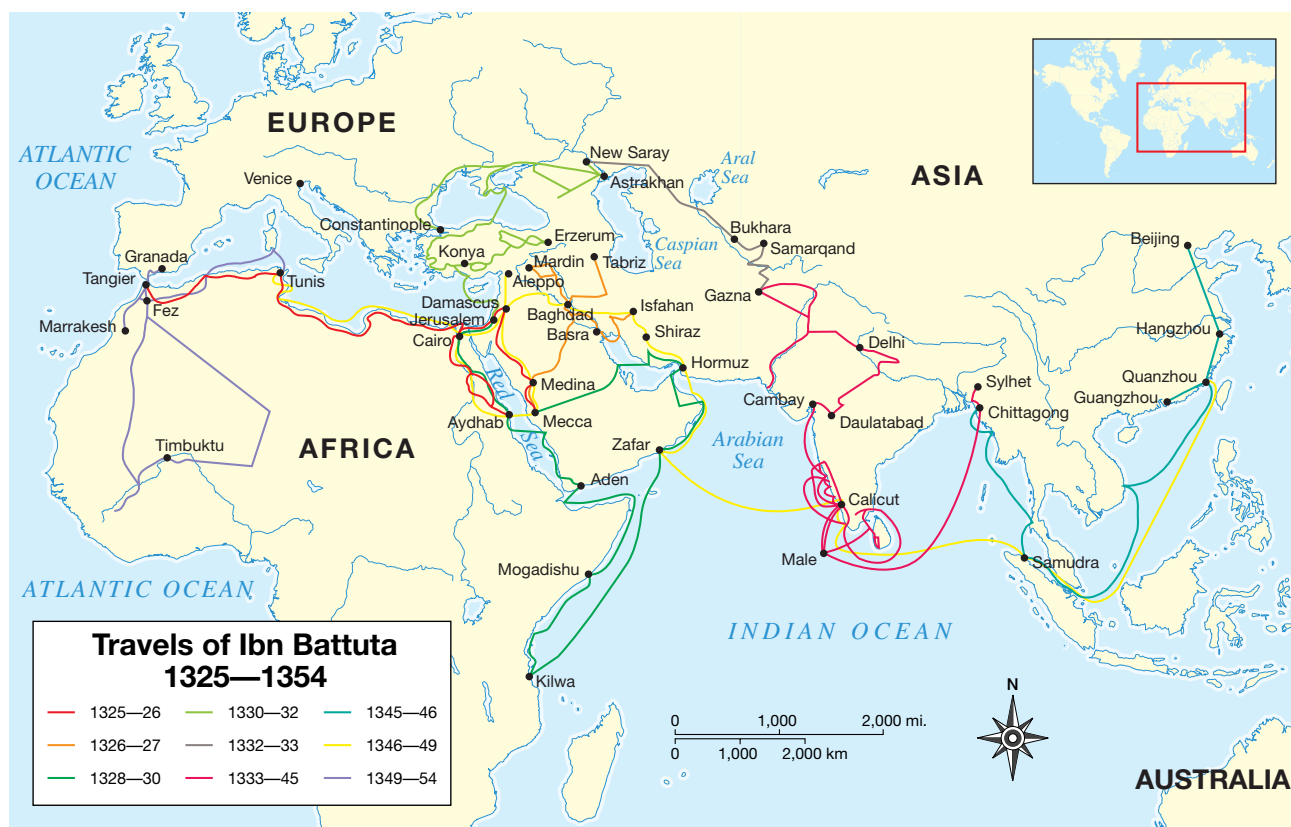 EUROPE
ATLANTIC
OCEAN
Venice
New Saray
Astrakhan
Aral
Sea
ASIA
Constantinople
Erzerum
Bukhara
Samarqand
Beijing
Granada
Tangier
Konya
Mardin
Tabriz
Caspian
Sea
Tunis
Aleppo
Fez
Gazna
Damascus
Isfahan
Jerusalem
Baghdad
Marrakesh
Cairo
Basra
Shiraz
Hangzhou
Delhi
Hormuz
Quanzhou
Red
Sea
Medina
Sylhet
Cambay
Guangzhou
Chittagong
Aydhab
Mecca
Daulatabad
AFRICA
Timbuktu
Zafar
Arabian
Sea
Aden
Calicut
Male
Samudra
Mogadishu
ATLANTIC OCEAN
INDIAN OCEAN
Kilwa
Travels of Ibn Battuta
1325—1354
1325—26
1330—32
1345—46
1326—27
1332—33
1346—49
1328—30
1333—45
1349—54
0 1,000 2,000 mi.
0 1,000 2,000 km
N
AUSTRALIA